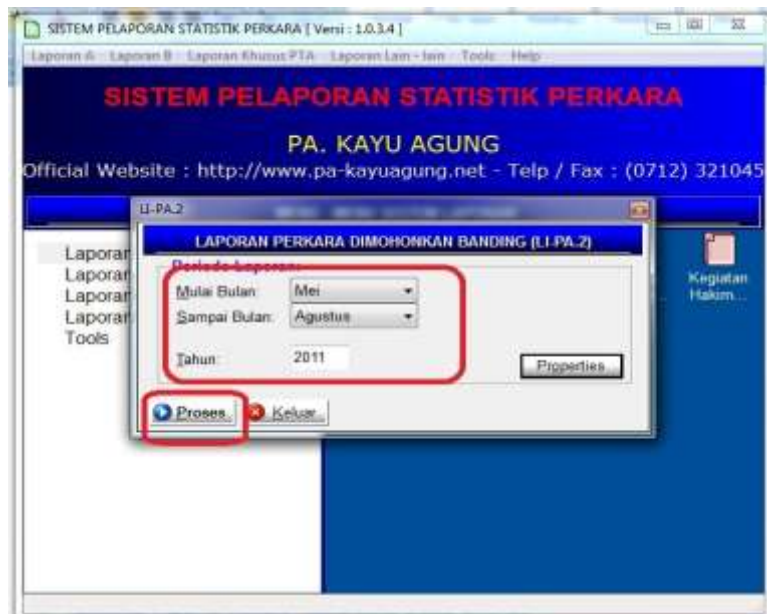 SISTEM PELAPORAN STATISTIK PERKARA [ Versi : 1.0.3.4 ]
Laporan A Laporan B Laporan Khusus PTA Laporan Lain - lain Tools Help
SISTEM PELAPORAN STATISTIK PERKARA
PA. KAYU AGUNG
Official Website : http://www.pa-kayuagung.net - Telp / Fax : (0712) 321045
LI-PA.2
LAPORAN PERKARA DIMOHONKAN BANDING (LI-PA.2)
Periode Laporan:
Mulai Bulan: Mei
Sampai Bulan: Agustus
Tahun: 2011
Properties
Proses.. Keluar..
Laporan
Laporan
Laporan
Laporan
Tools
Kegiatan
Hakim...